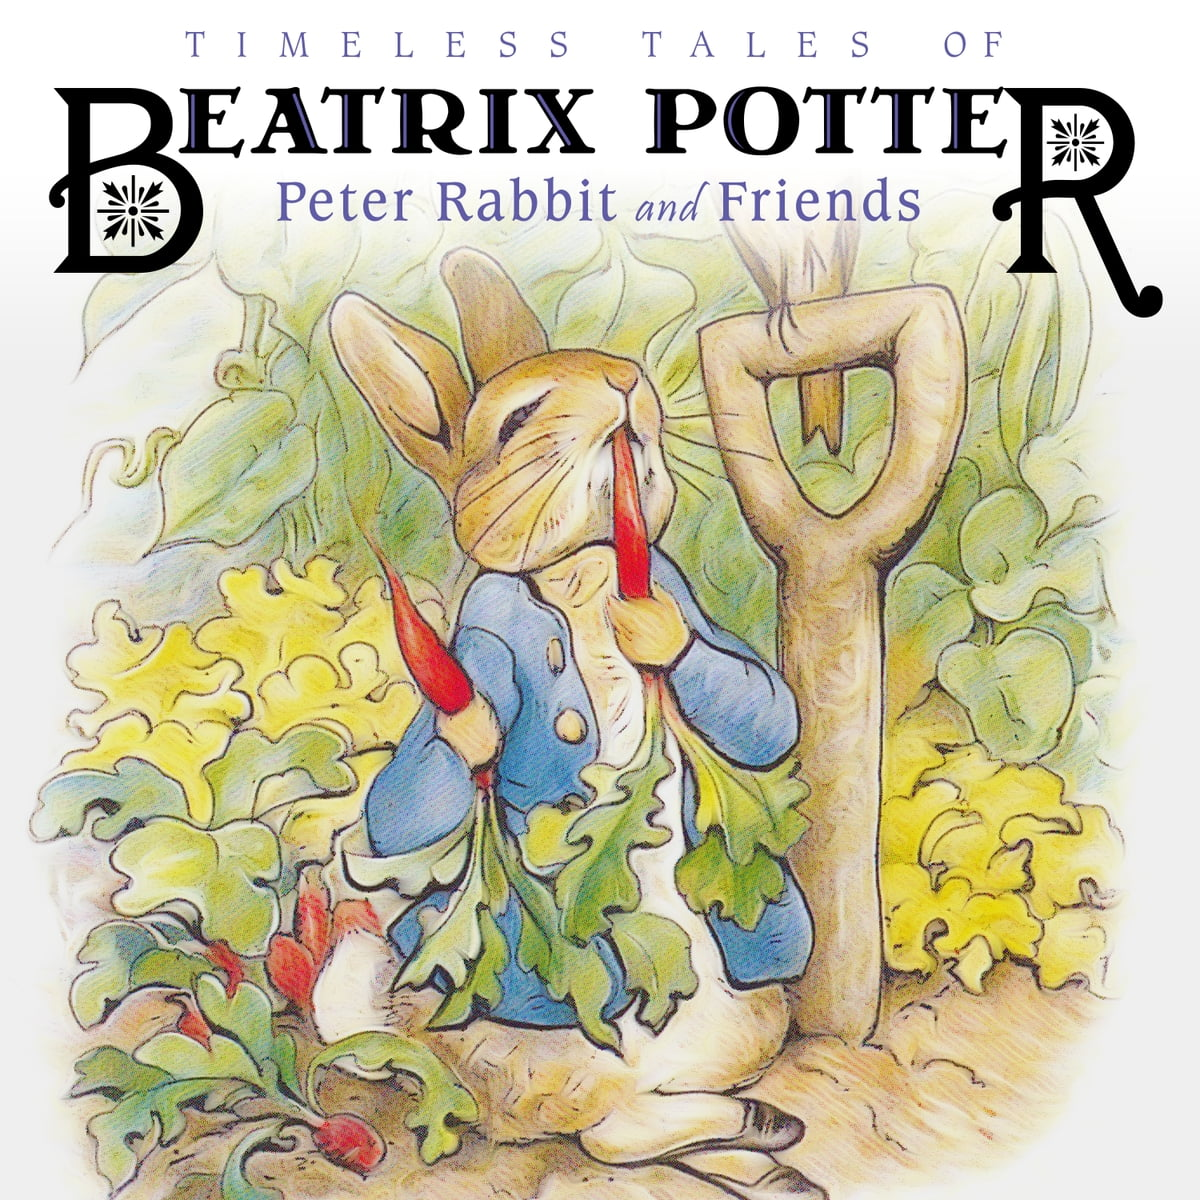 TIMELESS TALES OF
BEATRIX POTTER
Peter Rabbit and Friends